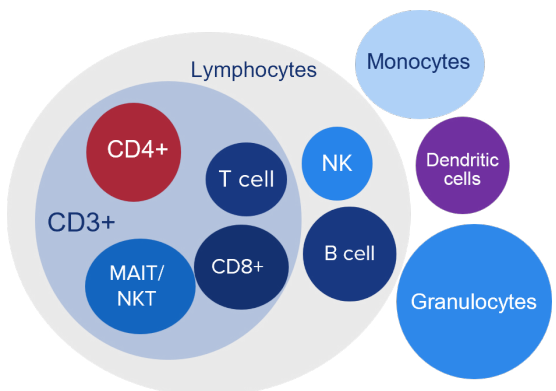 Monocytes
Lymphocytes
CD4+
Dendritic
cells
NK
T cell
CD3+
B cell
CD8+
MAIT/
NKT
Granulocytes